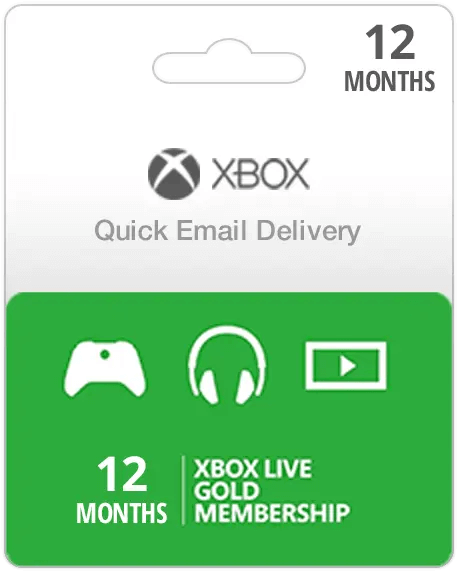 12
MONTHS
XBOX
Quick Email Delivery
12
MONTHS
XBOX LIVE
GOLD
MEMBERSHIP